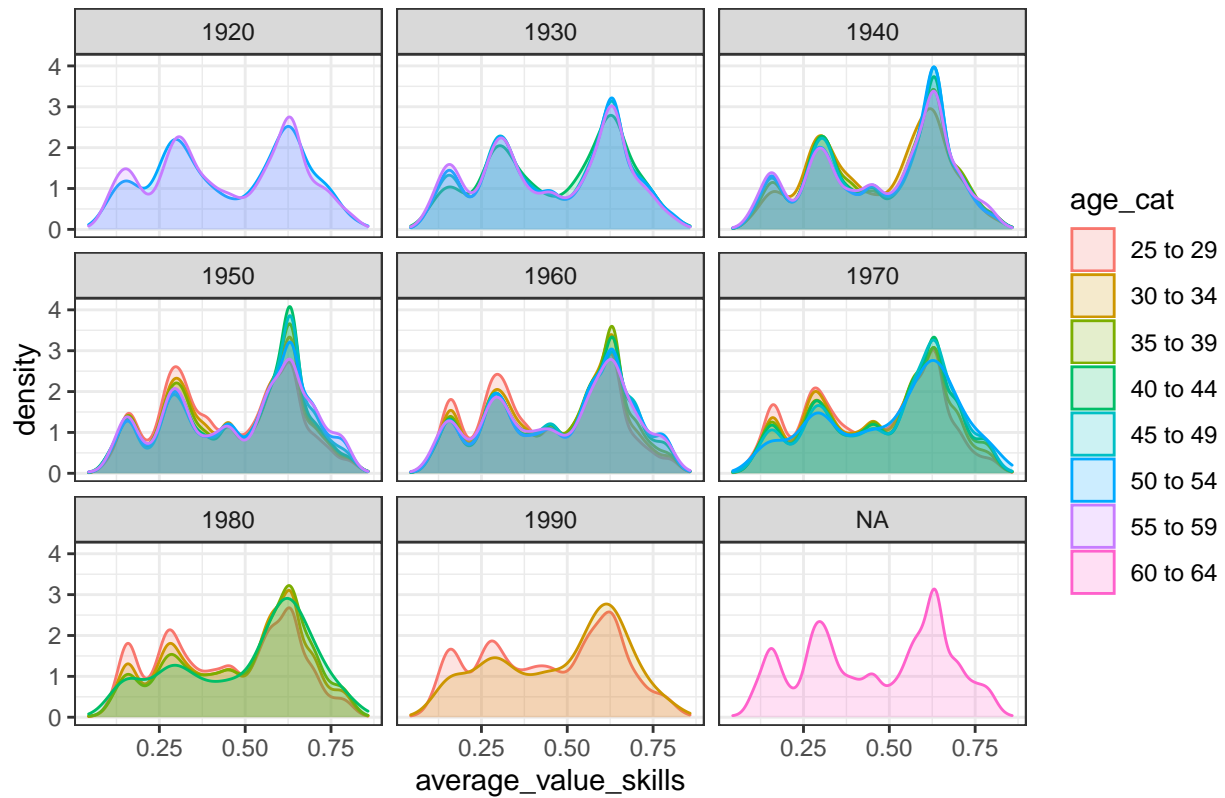 1920
1930
1940
4
3
2
1
0
1950
1960
1970
4
3
2
1
0
1980
1990
NA
4
3
2
1
0
0.25 0.50 0.75
0.25 0.50 0.75
0.25 0.50 0.75
average_value_skills
density
age_cat
25 to 29
30 to 34
35 to 39
40 to 44
45 to 49
50 to 54
55 to 59
60 to 64